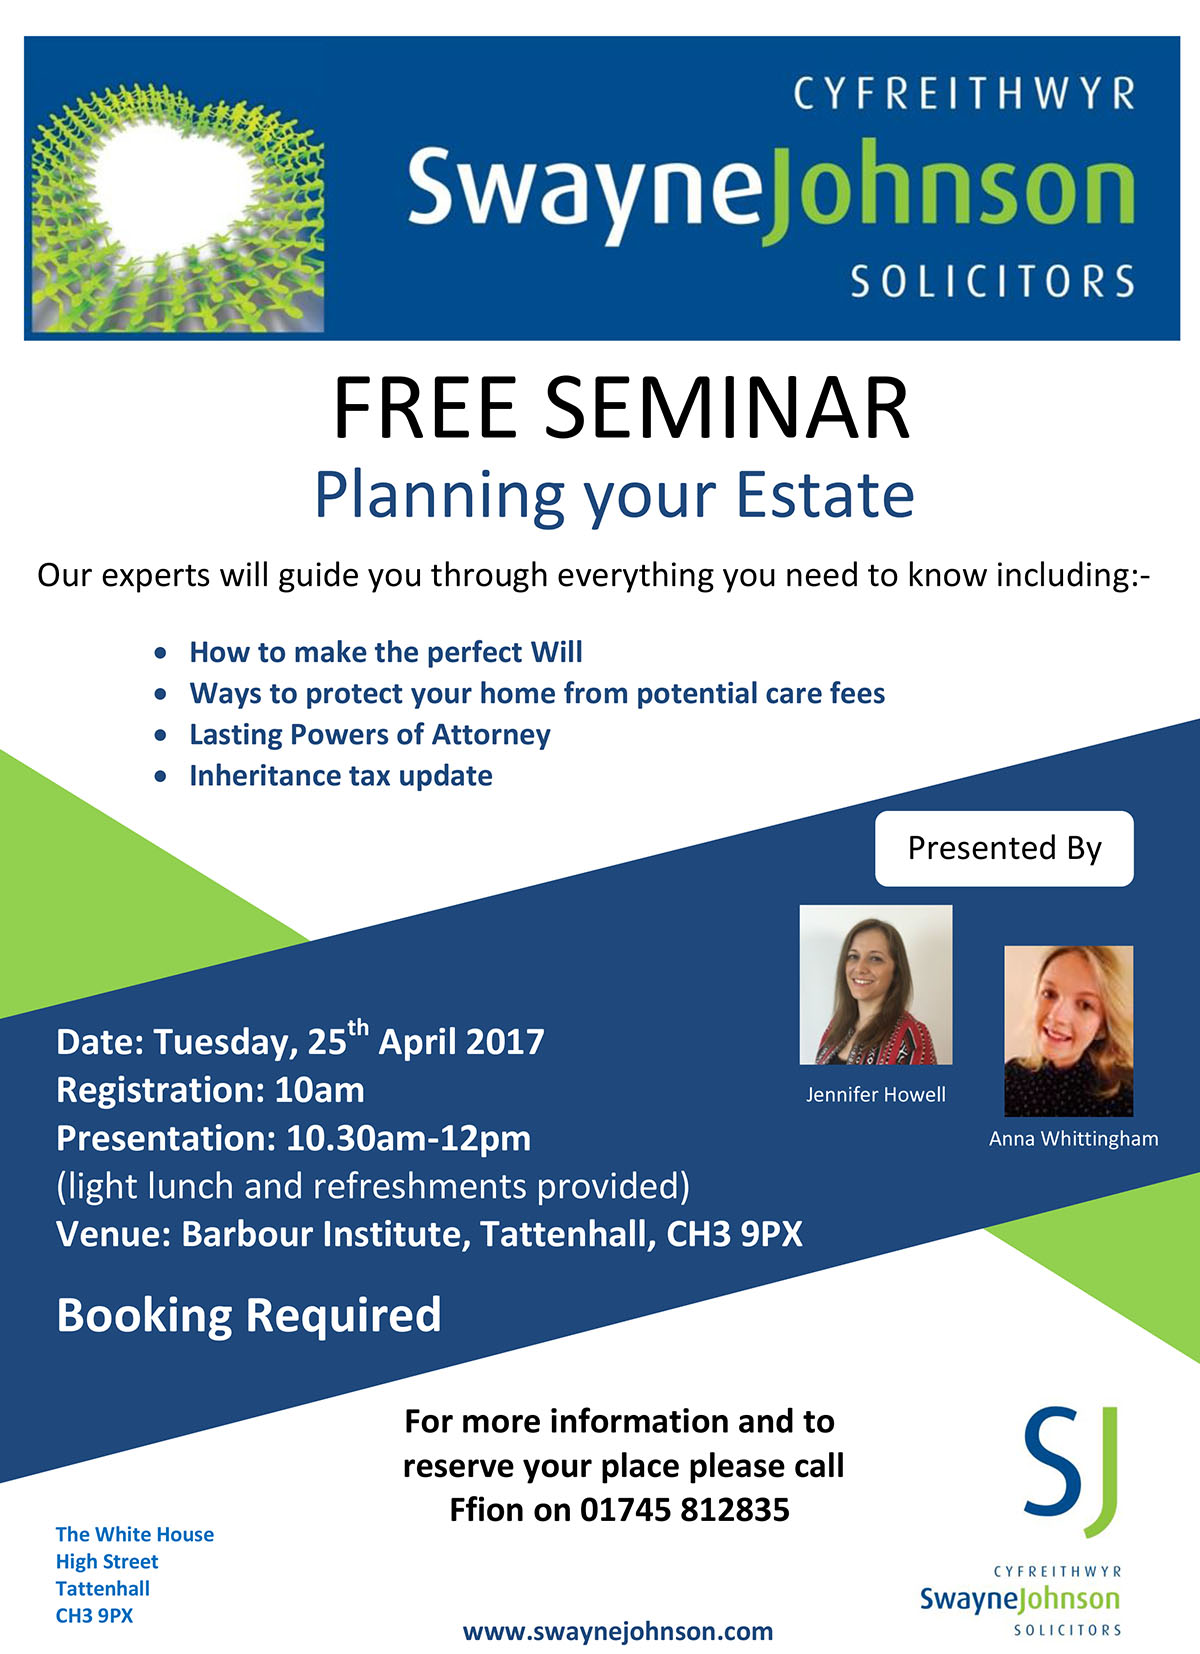 CYFREITHWYR
SwayneJohnson
SOLICITORS
FREE SEMINAR
Planning your Estate
Our experts will guide you through everything you need to know including:-
• How to make the perfect Will
• Ways to protect your home from potential care fees
• Lasting Powers of Attorney
• Inheritance tax update
Presented By
Jennifer Howell
Anna Whittingham
Date: Tuesday, 25th April 2017
Registration: 10am
Presentation: 10.30am-12pm
(light lunch and refreshments provided)
Venue: Barbour Institute, Tattenhall, CH3 9PX
Booking Required
For more information and to
reserve your place please call
Ffion on 01745 812835
The White House
High Street
Tattenhall
CH3 9PX
www.swaynejohnson.com
SJ
CYFREITHWYR
SwayneJohnson
SOLICITORS